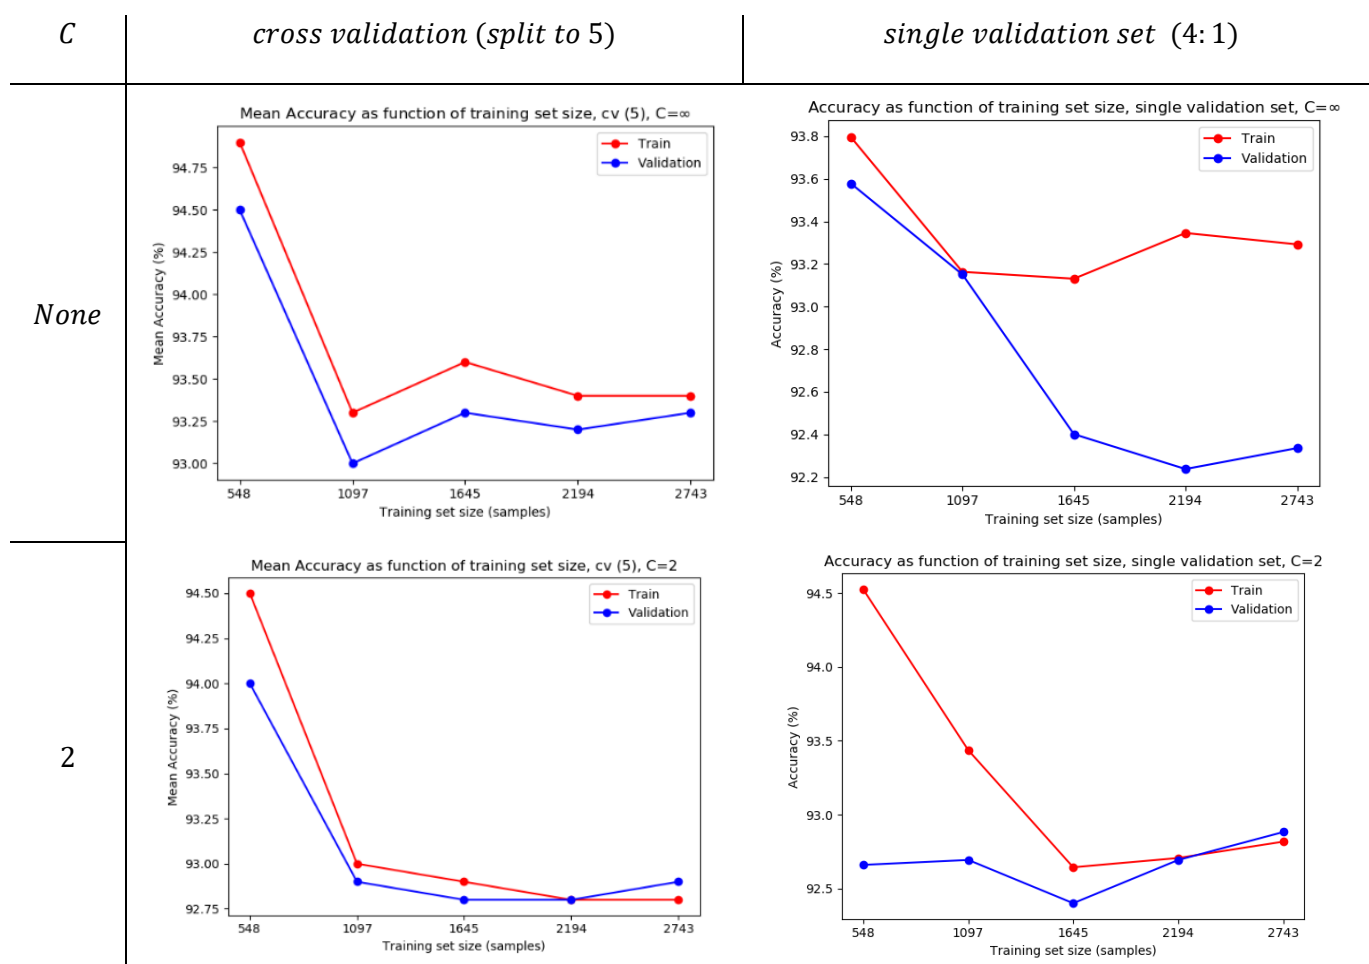 C
cross validation (split to 5)
single validation set (4: 1)
None
Mean Accuracy as function of training set size, cv (5), C=∞
Train
Validation
Mean Accuracy (%)
94.75
94.50
94.25
94.00
93.75
93.50
93.25
93.00
548 1097 1645 2194 2743
Training set size (samples)
Accuracy as function of training set size, single validation set, C=∞
Train
Validation
Accuracy (%)
93.8
93.6
93.4
93.2
93.0
92.8
92.6
92.4
92.2
548 1097 1645 2194 2743
Training set size (samples)
2
Mean Accuracy as function of training set size, cv (5), C=2
Train
Validation
Mean Accuracy (%)
94.50
94.25
94.00
93.75
93.50
93.25
93.00
92.75
548 1097 1645 2194 2743
Training set size (samples)
Accuracy as function of training set size, single validation set, C=2
Train
Validation
Accuracy (%)
94.5
94.0
93.5
93.0
92.5
548 1097 1645 2194 2743
Training set size (samples)